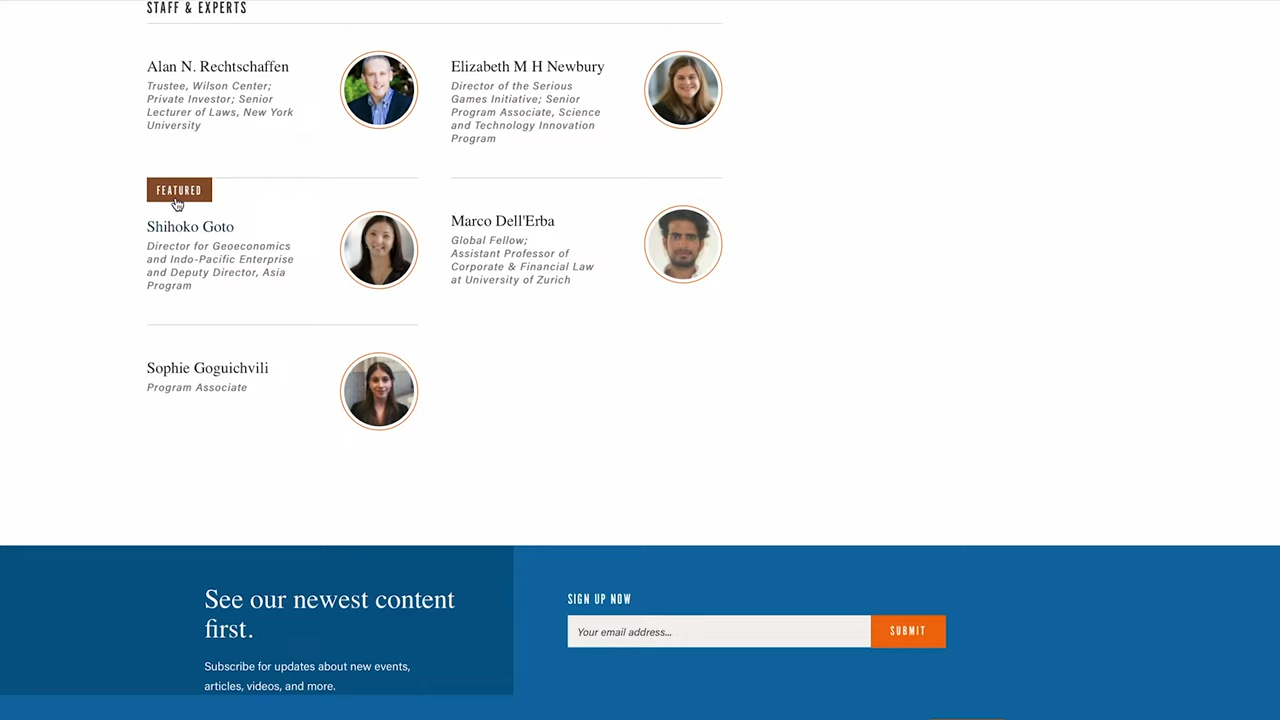 STAFF & EXPERTS
Alan N. Rechtschaffen
Trustee, Wilson Center;
Private Investor; Senior
Lecturer of Laws, New York
University
Elizabeth M H Newbury
Director of the Serious
Games Initiative; Senior
Program Associate, Science
and Technology Innovation
Program
FEATURED
Shihoko Goto
Director for Geoeconomics
and Indo-Pacific Enterprise
and Deputy Director, Asia
Program
Marco Dell'Erba
Global Fellow;
Assistant Professor of
Corporate & Financial Law
at University of Zurich
Sophie Goguichvili
Program Associate
See our newest content
first.
Subscribe for updates about new events,
articles, videos, and more.
SIGN UP NOW
Your email address...
SUBMIT